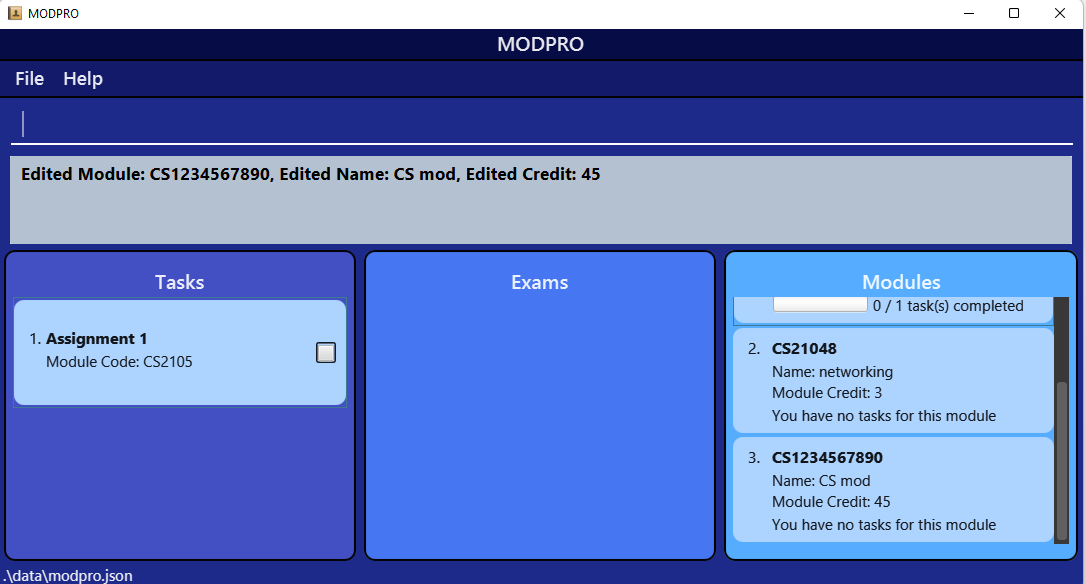 MODPRO
MODPRO
File Help
Edited Module: CS1234567890, Edited Name: CS mod, Edited Credit: 45
Tasks
1. Assignment 1
Module Code: CS2105
Exams
Modules
0 / 1 task(s) completed
2. CS21048
Name: networking
Module Credit: 3
You have no tasks for this module
3. CS1234567890
Name: CS mod
Module Credit: 45
You have no tasks for this module
.\data\modpro.json